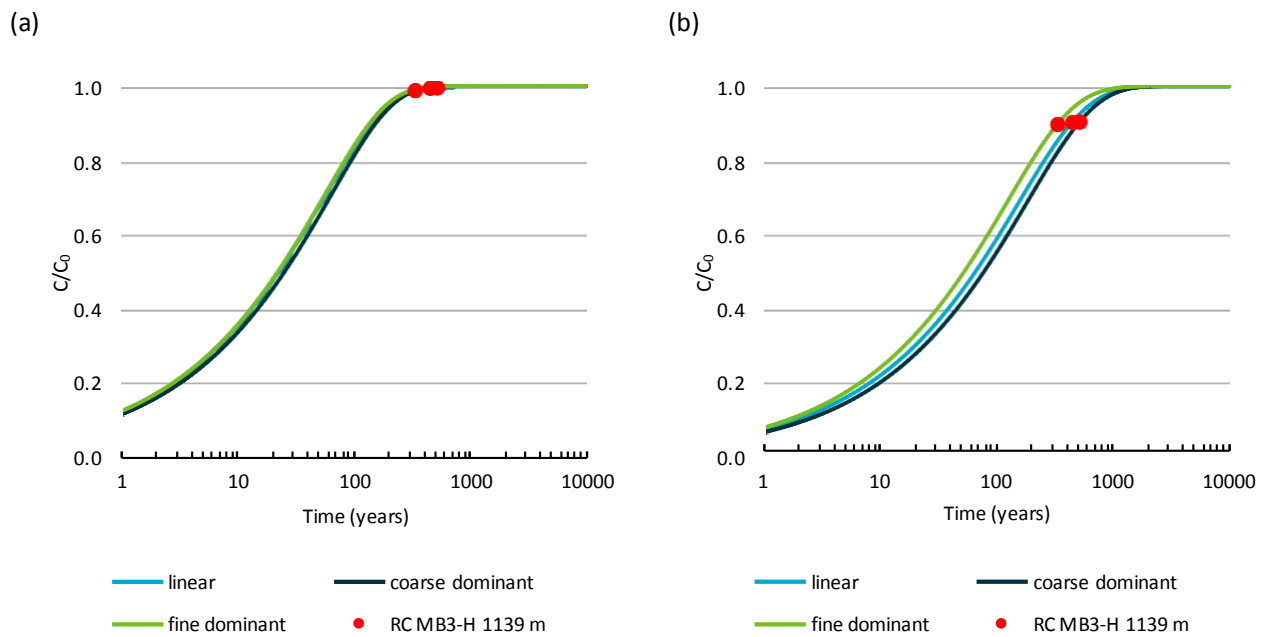 (a)
1.0
0.8
0.6
0.4
0.2
0.0
C/C₀
1 10 100 1000 10000
Time (years)
linear coarse dominant
fine dominant RC MB3-H 1139 m
(b)
1.0
0.8
0.6
0.4
0.2
0.0
C/C₀
1 10 100 1000 10000
Time (years)
linear coarse dominant
fine dominant RC MB3-H 1139 m